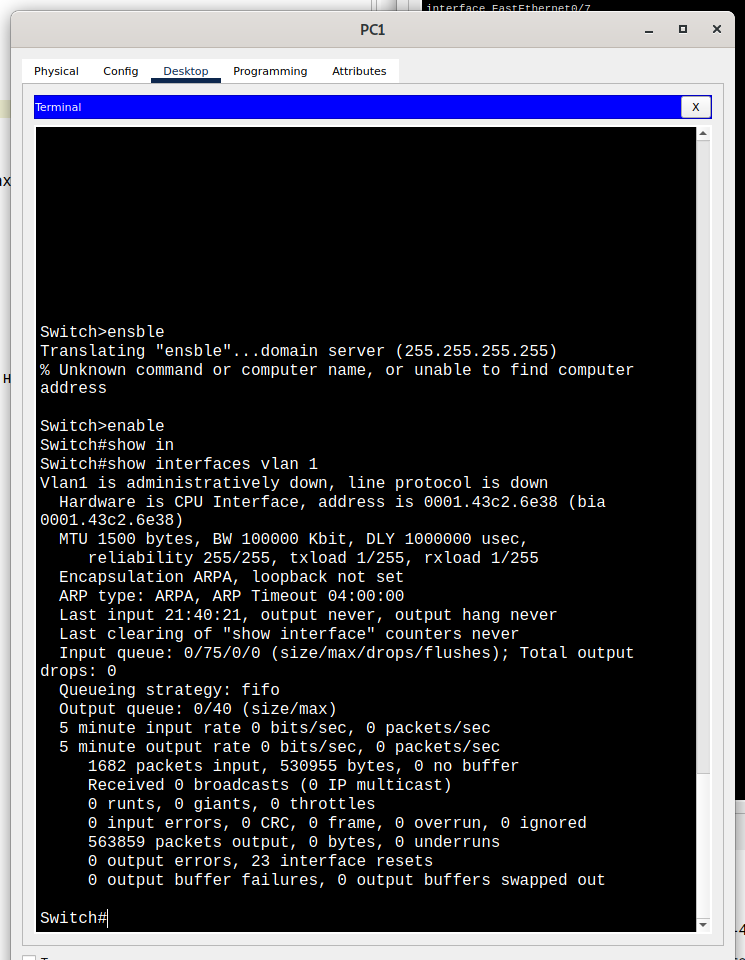 interface FastEthernet0/7
PC1
Physical Config Desktop Programming Attributes
Terminal X
Switch>ensble
Translating "ensble"...domain server (255.255.255.255)
% Unknown command or computer name, or unable to find computer
address
Switch>enable
Switch#show in
Switch#show interfaces vlan 1
Vlan1 is administratively down, line protocol is down
Hardware is CPU Interface, address is 0001.43c2.6e38 (bia
0001.43c2.6e38)
MTU 1500 bytes, BW 100000 Kbit, DLY 1000000 usec,
reliability 255/255, txload 1/255, rxload 1/255
Encapsulation ARPA, loopback not set
ARP type: ARPA, ARP Timeout 04:00:00
Last input 21:40:21, output never, output hang never
Last clearing of "show interface" counters never
Input queue: 0/75/0/0 (size/max/drops/flushes); Total output
drops: 0
Queueing strategy: fifo
Output queue: 0/40 (size/max)
5 minute input rate 0 bits/sec, 0 packets/sec
5 minute output rate 0 bits/sec, 0 packets/sec
1682 packets input, 530955 bytes, 0 no buffer
Received 0 broadcasts (0 IP multicast)
0 runts, 0 giants, 0 throttles
0 input errors, 0 CRC, 0 frame, 0 overrun, 0 ignored
563859 packets output, 0 bytes, 0 underruns
0 output errors, 23 interface resets
0 output buffer failures, 0 output buffers swapped out
Switch#